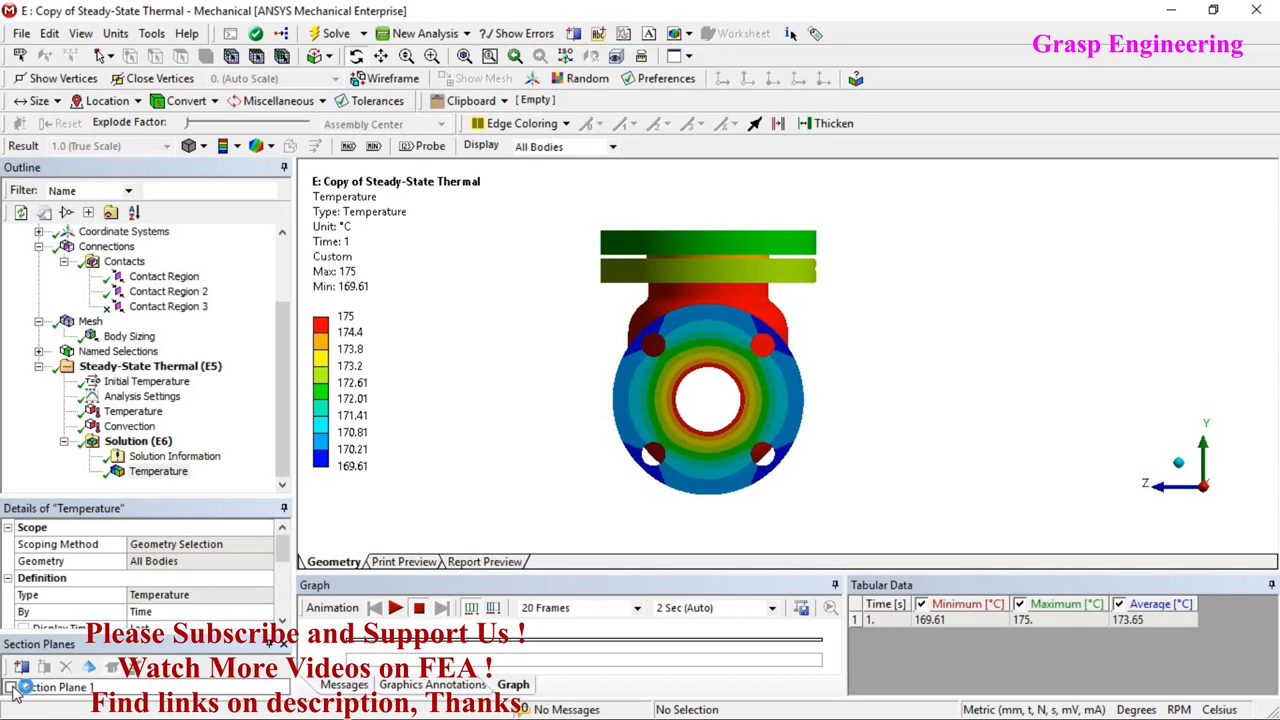 E : Copy of Steady-State Thermal - Mechanical [ANSYS Mechanical Enterprise]
File Edit View Units Tools Help Solve New Analysis Show Errors Worksheet
Grasp Engineering
Show Vertices Close Vertices 0. (Auto Scale) Wireframe Show Mesh Random Preferences
Size Location Convert Miscellaneous Tolerances Clipboard [ Empty ]
Reset Explode Factor: Assembly Center Edge Coloring Thicken
Result 1.0 (True Scale) Probe Display All Bodies
Outline
Filter: Name
Coordinate Systems
Connections
Contacts
Contact Region
Contact Region 2
Contact Region 3
Mesh
Body Sizing
Named Selections
Steady-State Thermal (E5)
Initial Temperature
Analysis Settings
Temperature
Convection
Solution (E6)
Solution Information
Temperature
Details of "Temperature"
Scope
Scoping Method Geometry Selection
Geometry All Bodies
Definition
Type Temperature
By Time
Section Planes
ction Plane 1
E: Copy of Steady-State Thermal
Temperature
Type: Temperature
Unit: °C
Time: 1
Custom
Max: 175
Min: 169.61
175
174.4
173.8
173.2
172.61
172.01
171.41
170.81
170.21
169.61
Y
Z
Geometry Print Preview Report Preview
Graph
Animation 20 Frames 2 Sec (Auto)
Messages Graphics Annotations Graph
Tabular Data
Time [s] Minimum [°C] Maximum [°C] Average [°C]
1 1. 169.61 175. 173.65
Please Subscribe and Support Us !
Watch More Videos on FEA !
Find links on description, Thanks
No Messages No Selection Metric (mm, t, N, s, mV, mA) Degrees RPM Celsius